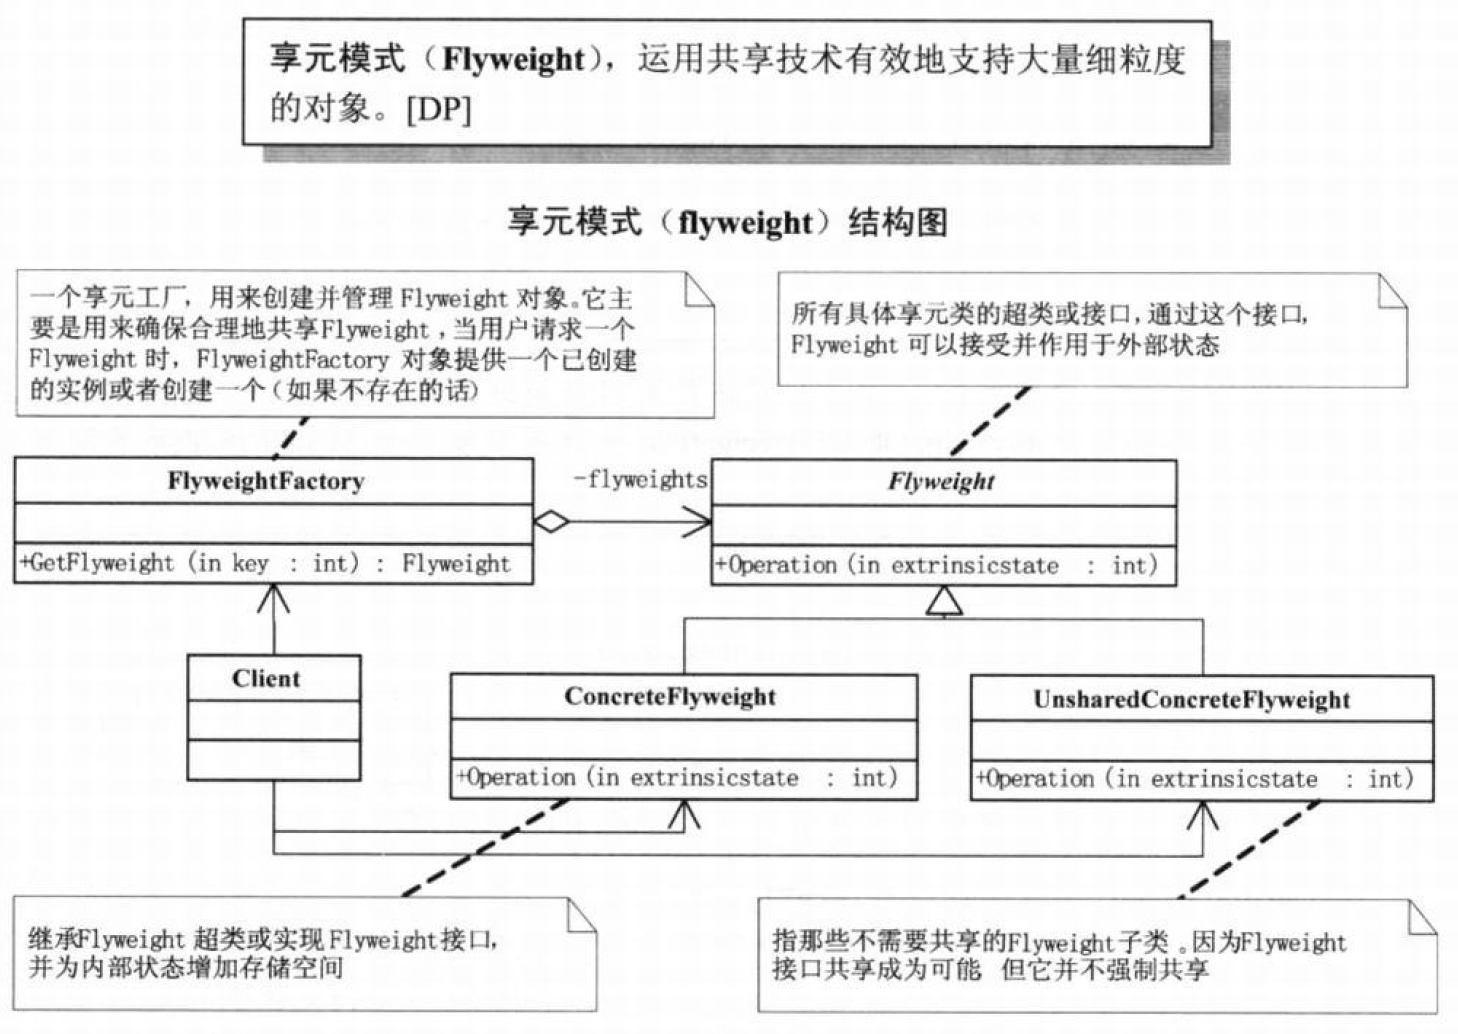 享元模式（Flyweight），运用共享技术有效地支持大量细粒度
的对象。[DP]
享元模式（flyweight）结构图
一个享元工厂，用来创建并管理Flyweight 对象。它主
要是用来确保合理地共享Flyweight，当用户请求一个
Flyweight 时，FlyweightFactory 对象提供一个已创建
的实例或者创建一个（如果不存在的话）
所有具体享元类的超类或接口，通过这个接口，
Flyweight 可以接受并作用于外部状态
FlyweightFactory
+GetFlyweight (in key : int) : Flyweight
-flyweights
Flyweight
+Operation (in extrinsicstate : int)
Client
ConcreteFlyweight
+Operation (in extrinsicstate : int)
UnsharedConcreteFlyweight
+Operation (in extrinsicstate : int)
继承Flyweight 超类或实现Flyweight接口，
并为内部状态增加存储空间
指那些不需要共享的Flyweight子类。因为Flyweight
接口共享成为可能 但它并不强制共享